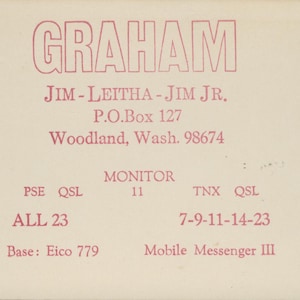 GRAHAM
JIM - LEITHA - JIM JR.
P.O.Box 127
Woodland, Wash. 98674
MONITOR
PSE QSL 11 TNX QSL
ALL 23 7-9-11-14-23
Base: Eico 779 Mobile Messenger III